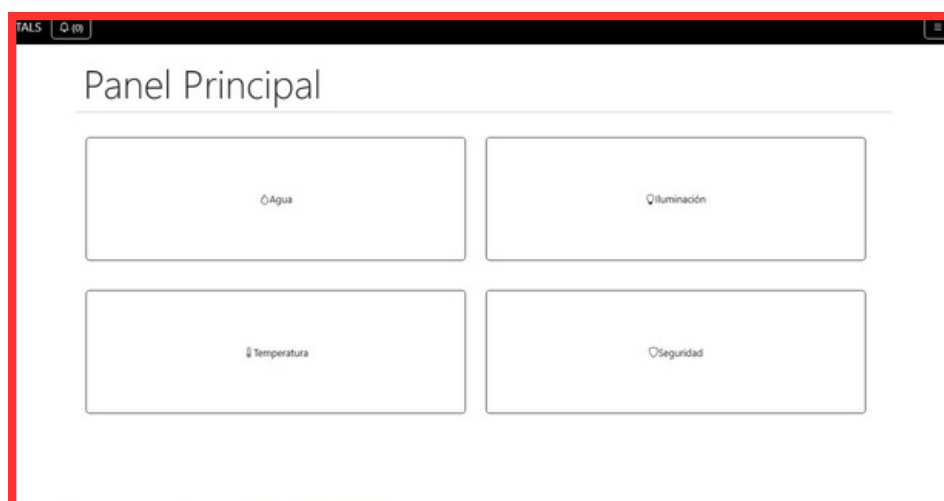 TALS (0)
Panel Principal
Agua
Iluminación
Temperatura
Seguridad